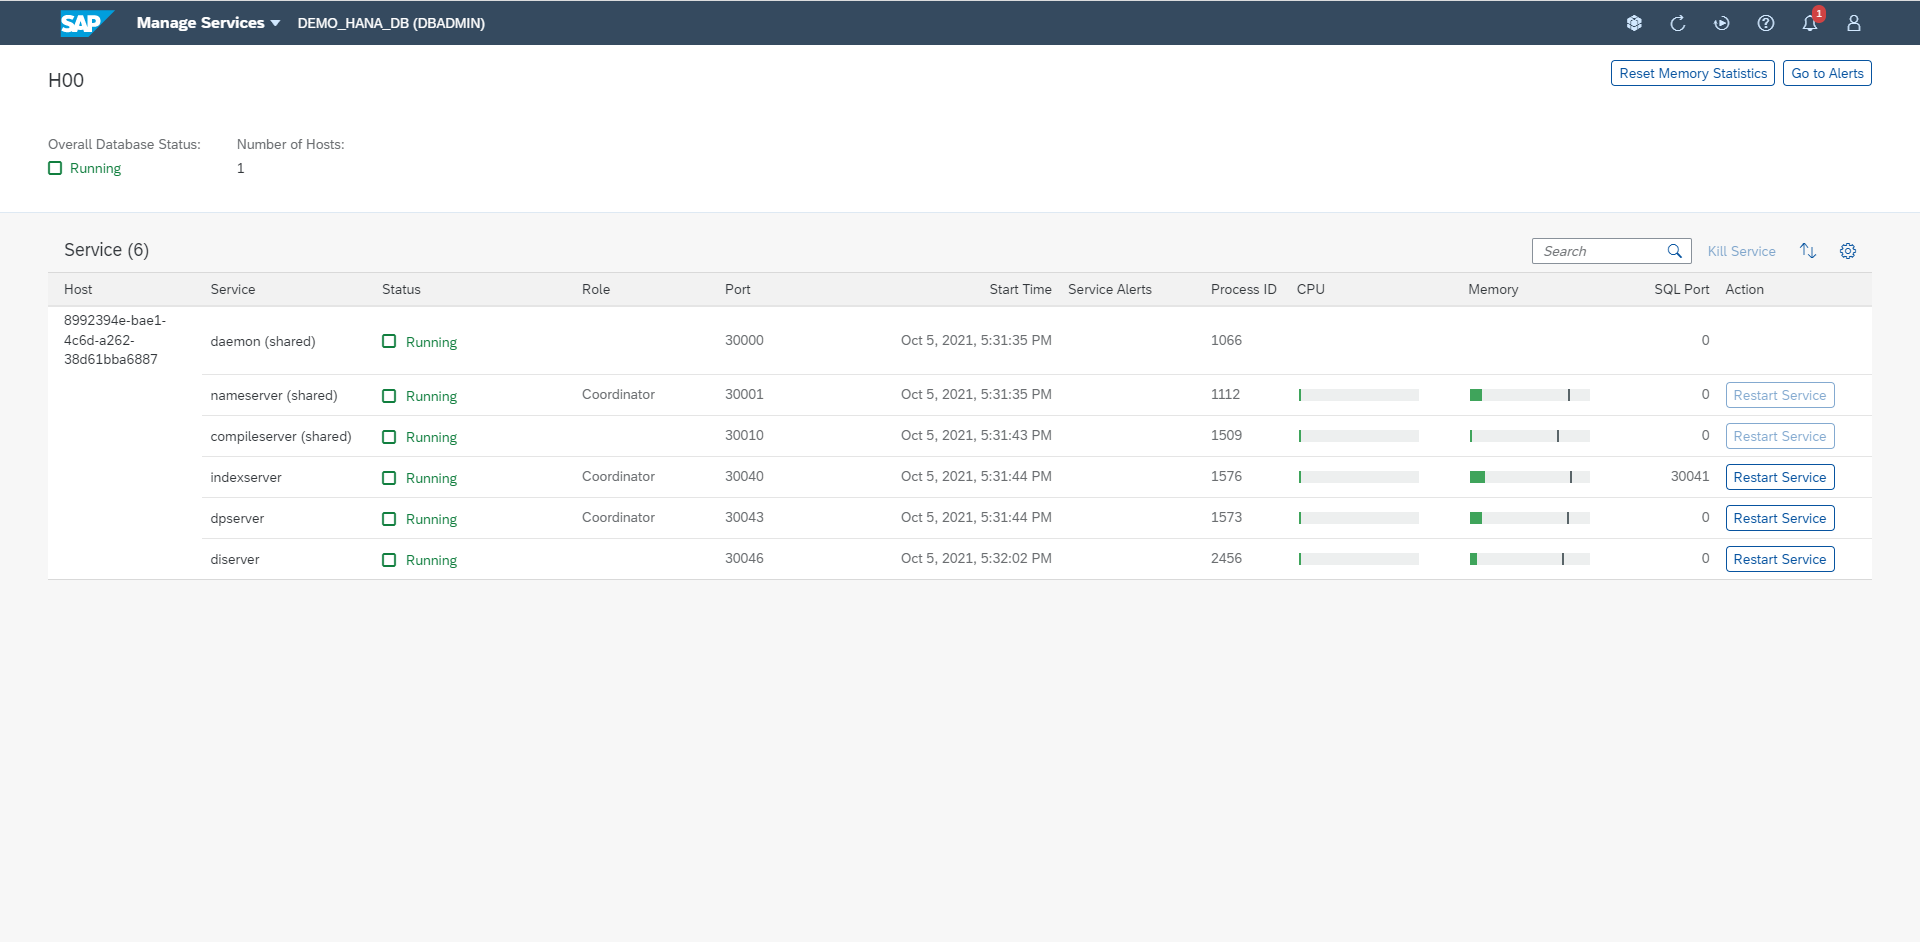 SAP Manage Services DEMO_HANA_DB (DBADMIN) 1
H00 Reset Memory Statistics Go to Alerts
Overall Database Status: Number of Hosts:
Running 1
Service (6) Search Kill Service
Host Service Status Role Port Start Time Service Alerts Process ID CPU Memory SQL Port Action
8992394e-bae1-
4c6d-a262-
38d61bba6887
daemon (shared) Running 30000 Oct 5, 2021, 5:31:35 PM 1066 0
nameserver (shared) Running Coordinator 30001 Oct 5, 2021, 5:31:35 PM 1112 0 Restart Service
compileserver (shared) Running 30010 Oct 5, 2021, 5:31:43 PM 1509 0 Restart Service
indexserver Running Coordinator 30040 Oct 5, 2021, 5:31:44 PM 1576 30041 Restart Service
dpserver Running Coordinator 30043 Oct 5, 2021, 5:31:44 PM 1573 0 Restart Service
diserver Running 30046 Oct 5, 2021, 5:32:02 PM 2456 0 Restart Service